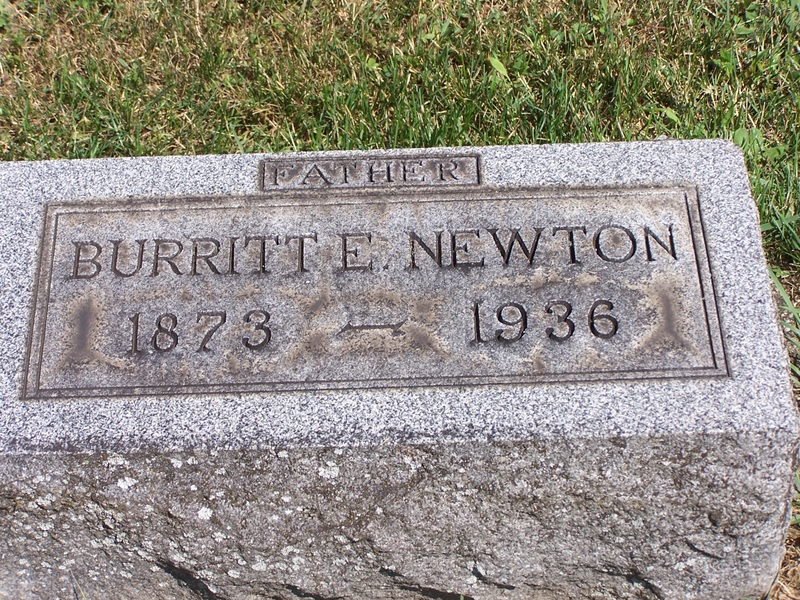 FATHER
BURRITT E. NEWTON
1873 — 1936